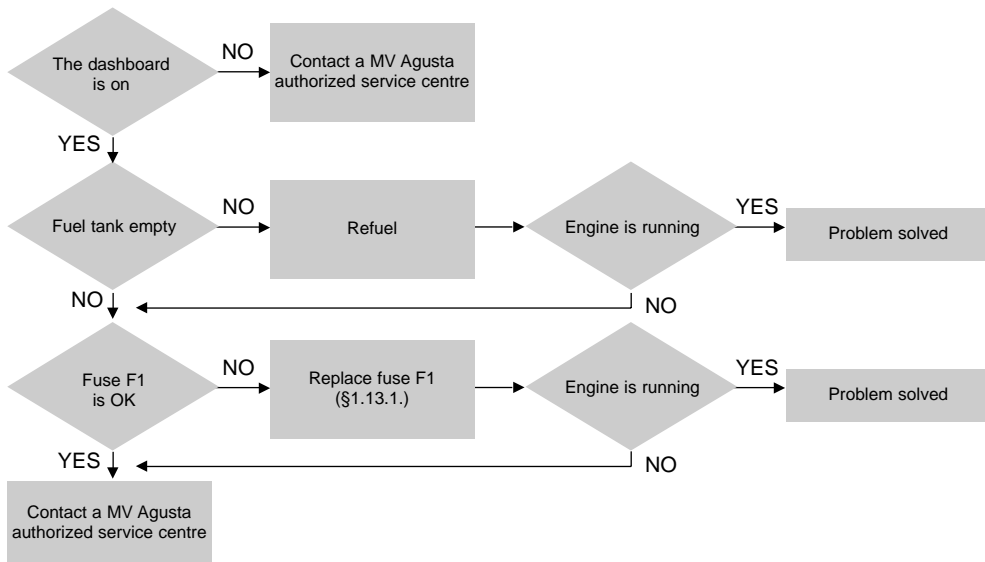 The dashboard
is on
NO
Contact a MV Agusta
authorized service centre
YES
Fuel tank empty
NO
Refuel
Engine is running
YES
Problem solved
NO
NO
Fuse F1
is OK
NO
Replace fuse F1
(§1.13.1.)
Engine is running
YES
Problem solved
YES
NO
Contact a MV Agusta
authorized service centre